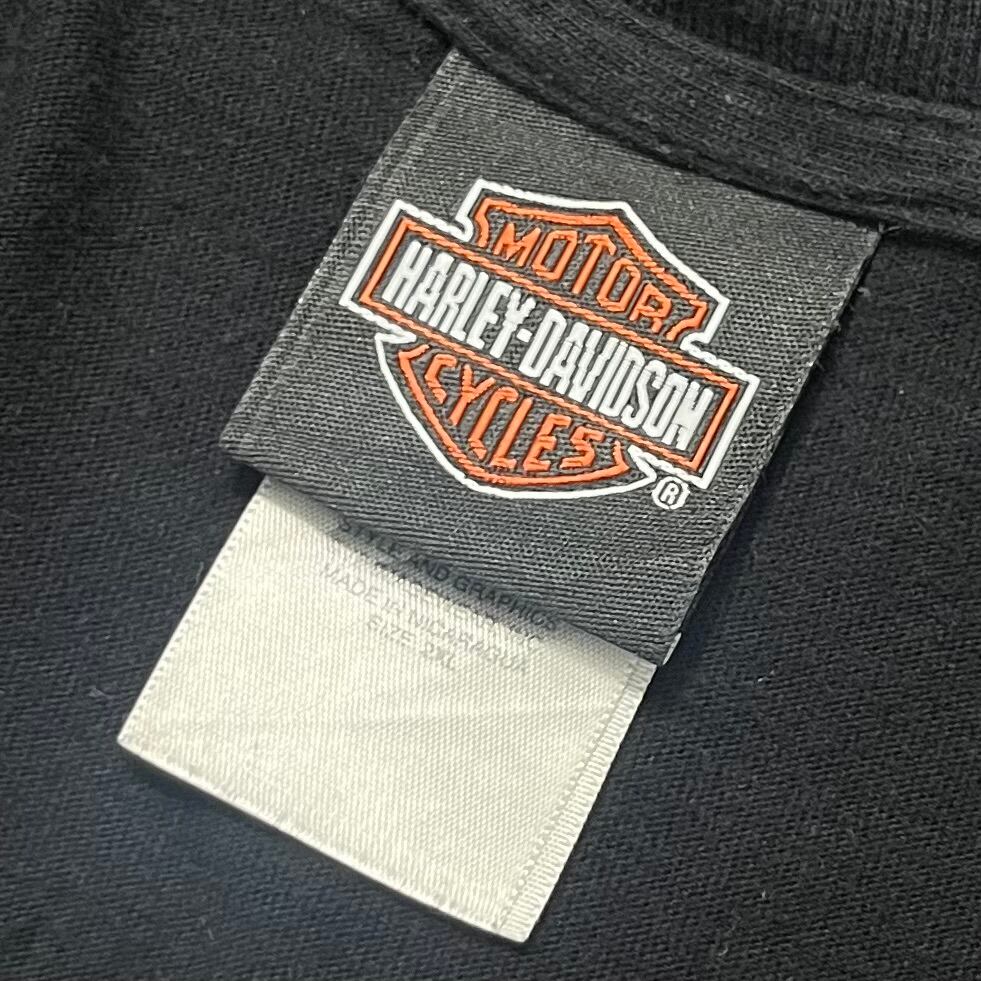 MOTOR
HARLEY-DAVIDSON
CYCLES
®
STYLE AND GRAPHICS
MADE IN NICARAGUA
SIZE 2XL